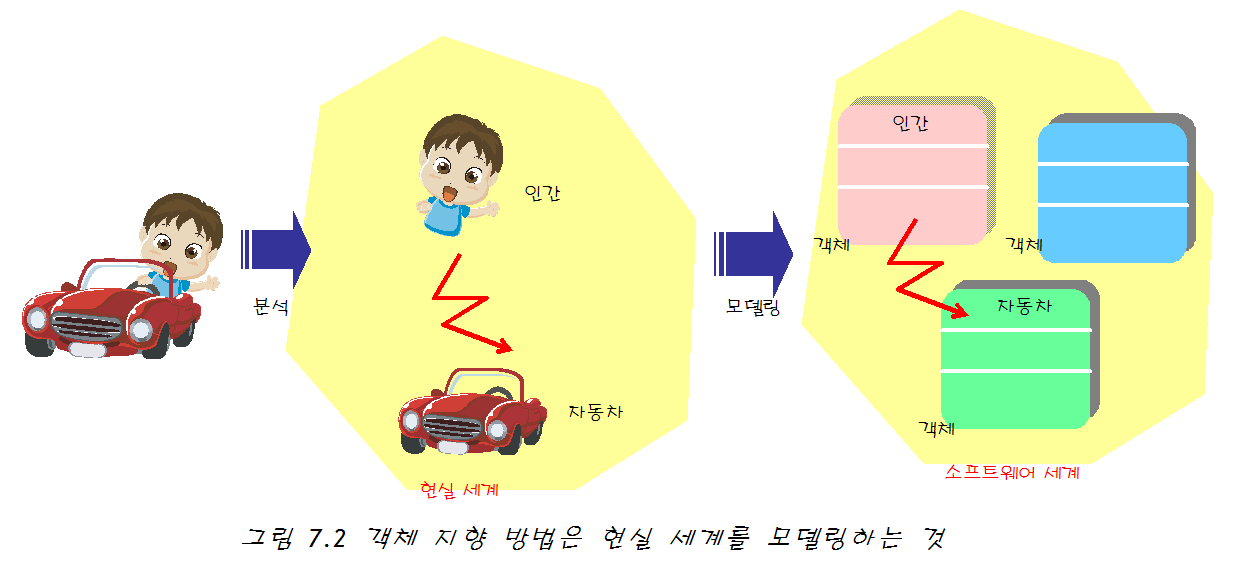 인간
자동차
분석
현실 세계
모델링
인간
객체
객체
자동차
객체
소프트웨어 세계
그림 7.2 객체 지향 방법은 현실 세계를 모델링하는 것